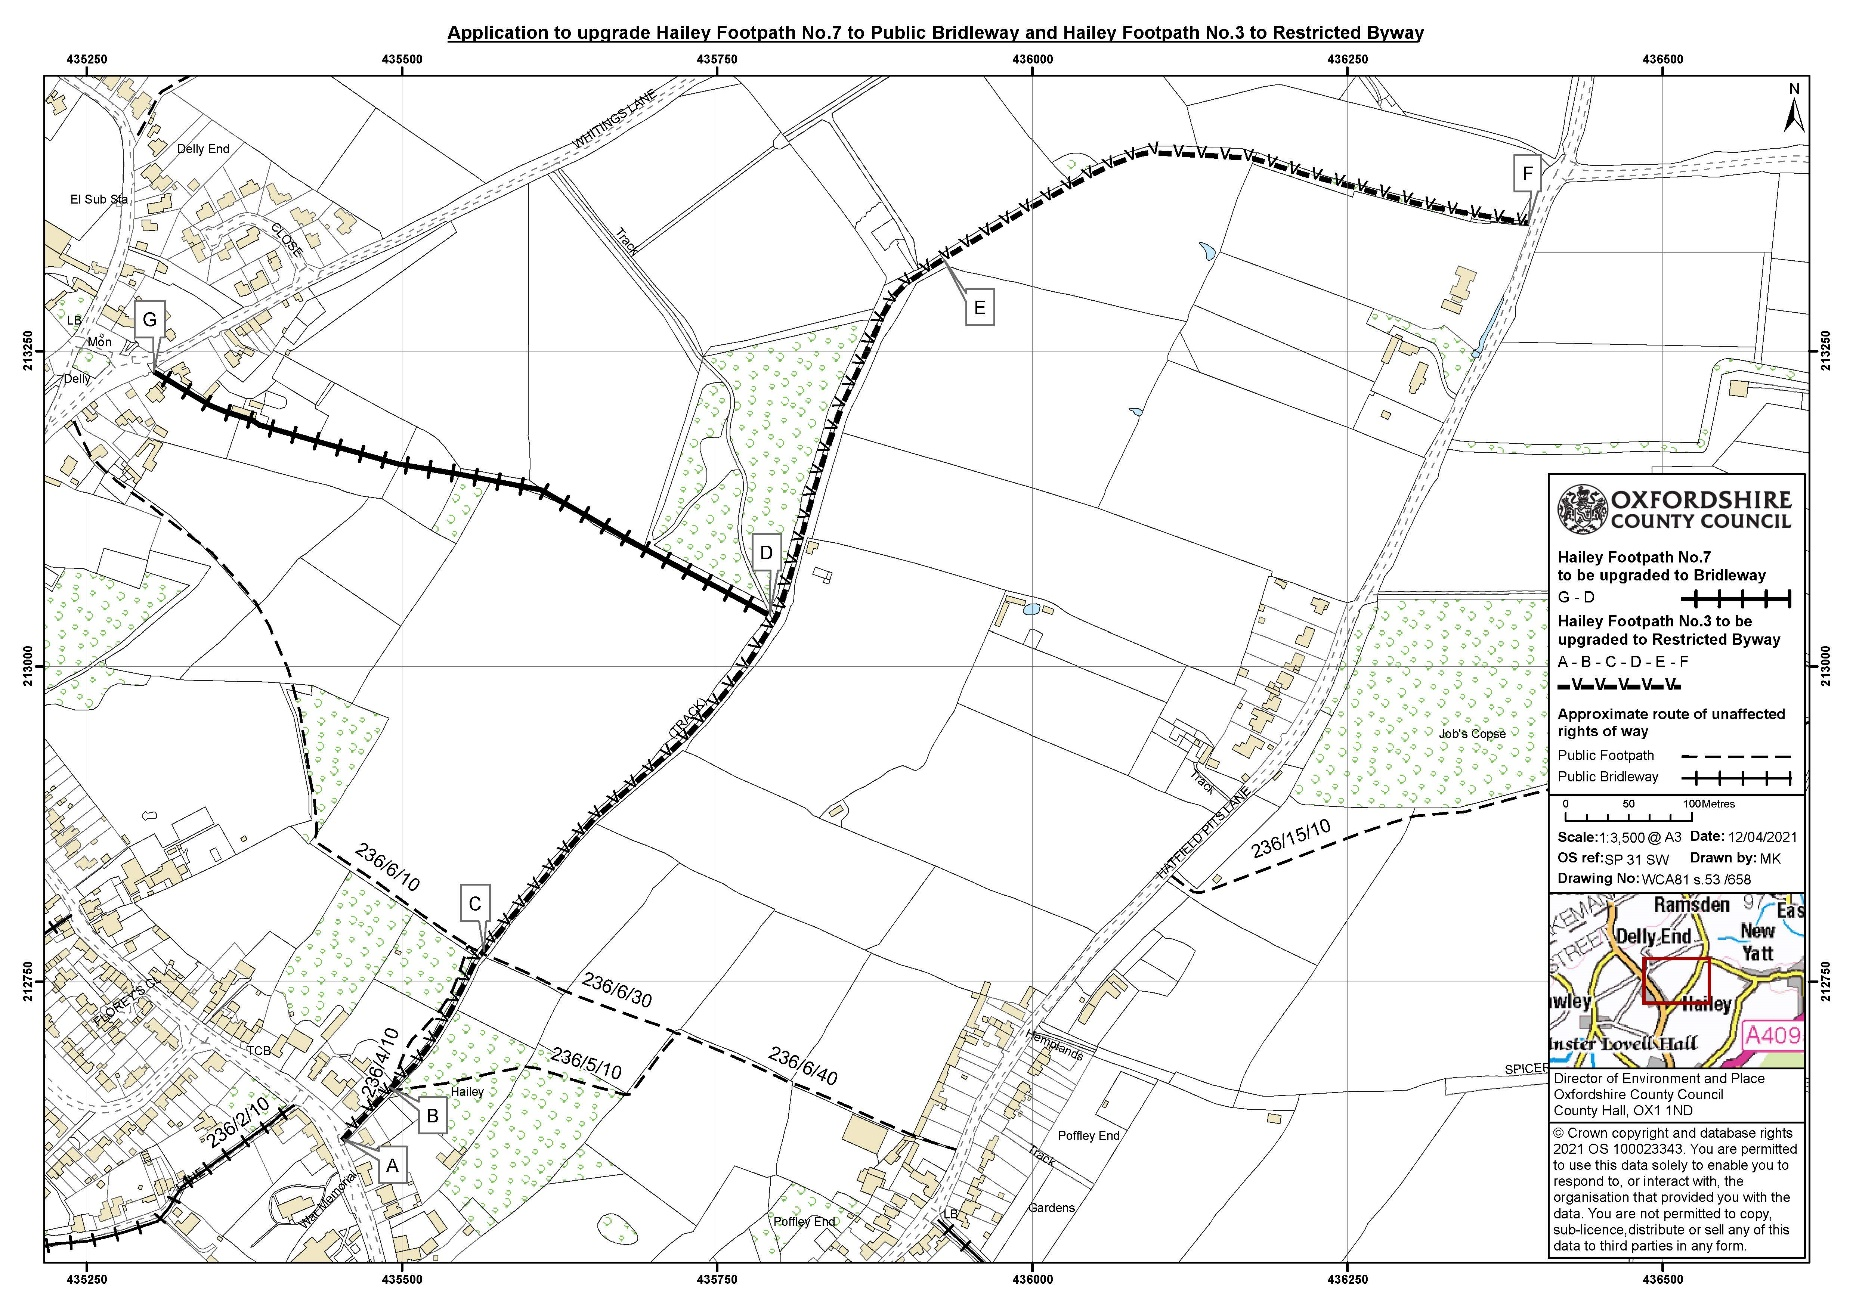 Application to upgrade Hailey Footpath No.7 to Public Bridleway and Hailey Footpath No.3 to Restricted Byway
435250 435500 435750 436000 436250 436500
N
WHITINGS LANE
Delly End
El Sub Sta
CLOSE
Track
F
E
G
LB
Mon
Delly
213250
213250
D
213000
213000
(TRACK)
Job's Copse
Track
HATFIELD PITS LANE
236/15/10
236/6/10
C
236/6/30
212750
212750
FLOREY'S CL
TCB
236/4/10
236/5/10
236/6/40
Hailey
Hemplands
SPICER
B
236/2/10
A
Poffley End
Track
War Memorial
Gardens
Poffley End
LB
435250 435500 435750 436000 436250 436500
OXFORDSHIRE
COUNTY COUNCIL
Hailey Footpath No.7
to be upgraded to Bridleway
G - D
Hailey Footpath No.3 to be
upgraded to Restricted Byway
A - B - C - D - E - F
Approximate route of unaffected
rights of way
Public Footpath
Public Bridleway
0 50 100 Metres
Scale: 1:3,500 @ A3 Date: 12/04/2021
OS ref: SP 31 SW Drawn by: MK
Drawing No: WCA81 s.53 /658
KEMAN
STREET
Ramsden
97
Eas
Delly End
New
Yatt
wley
Hailey
nster Lovell Hall
A409
Director of Environment and Place
Oxfordshire County Council
County Hall, OX1 1ND
© Crown copyright and database rights
2021 OS 100023343. You are permitted
to use this data solely to enable you to
respond to, or interact with, the
organisation that provided you with the
data. You are not permitted to copy,
sub-licence,distribute or sell any of this
data to third parties in any form.